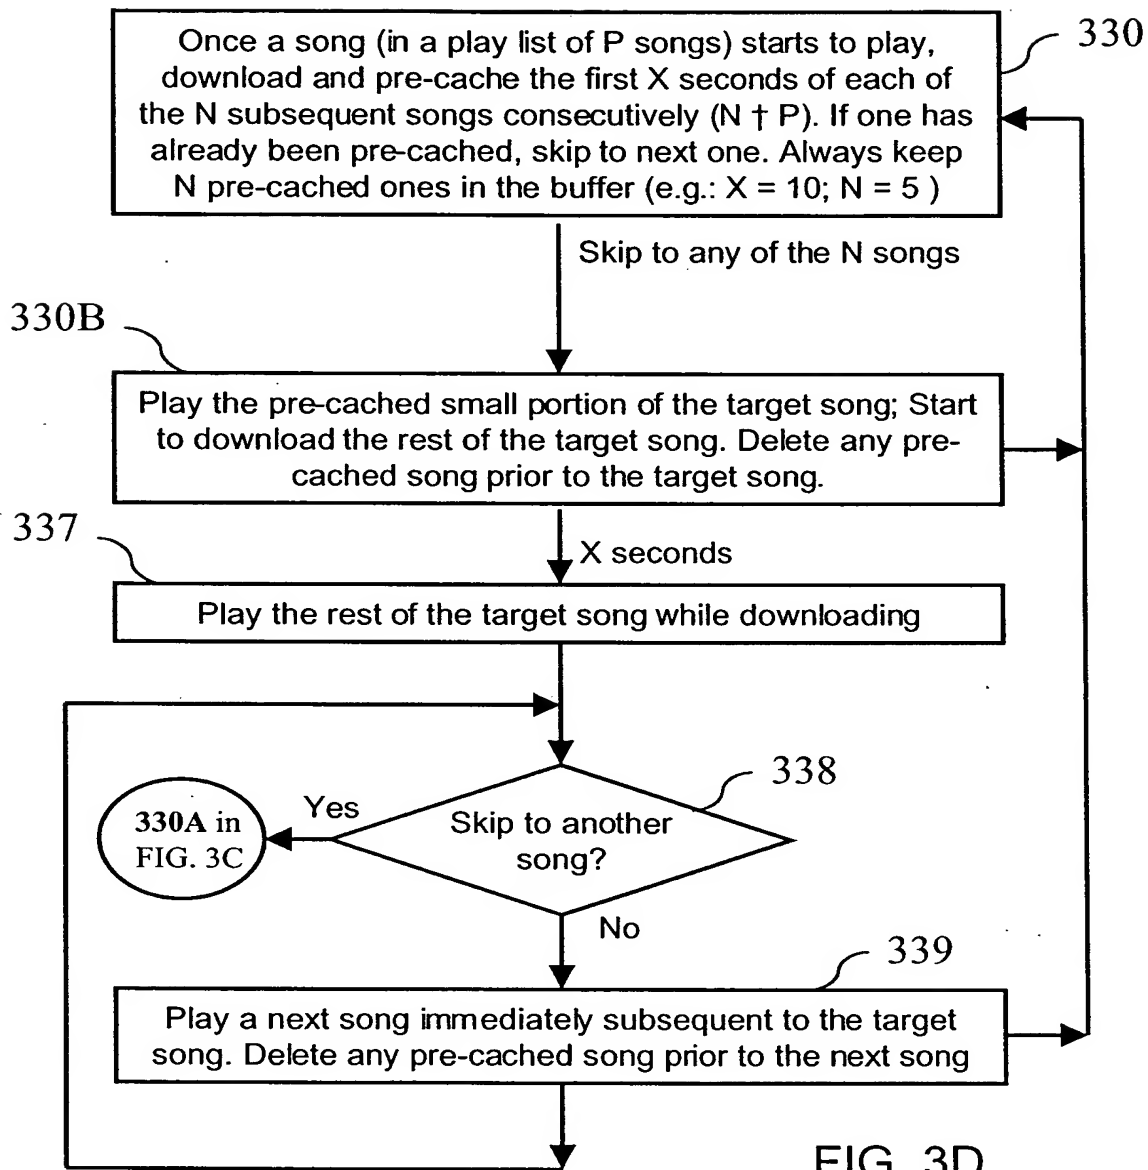 Once a song (in a play list of P songs) starts to play,
download and pre-cache the first X seconds of each of
the N subsequent songs consecutively (N † P). If one has
already been pre-cached, skip to next one. Always keep
N pre-cached ones in the buffer (e.g.: X = 10; N = 5 )
330
Skip to any of the N songs
330B
Play the pre-cached small portion of the target song; Start
to download the rest of the target song. Delete any pre-
cached song prior to the target song.
337
X seconds
Play the rest of the target song while downloading
338
Skip to another
song?
Yes
330A in
FIG. 3C
No
339
Play a next song immediately subsequent to the target
song. Delete any pre-cached song prior to the next song
FIG. 3D